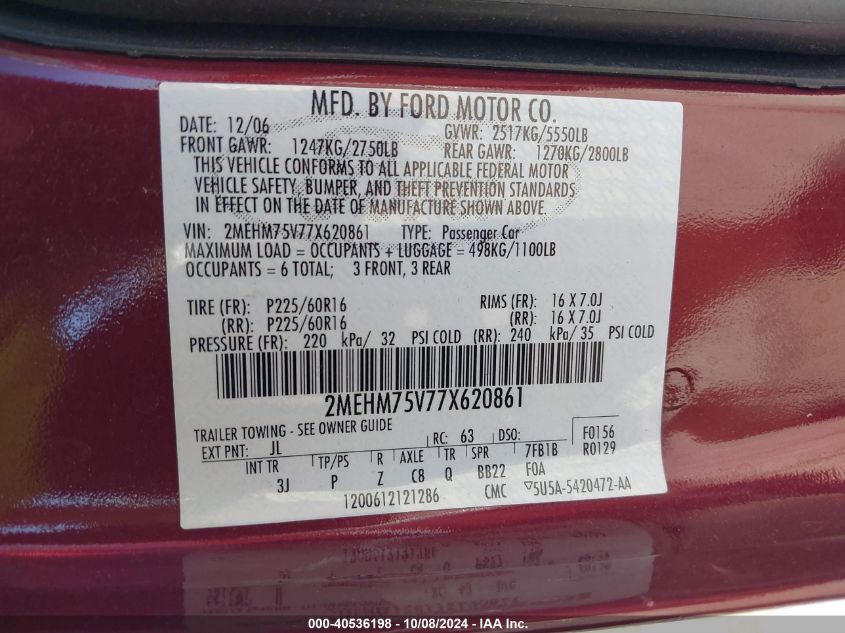 MFD. BY FORD MOTOR CO.
DATE: 12/06 GVWR: 2517KG/5550LB
FRONT GAWR: 1247KG/2750LB REAR GAWR: 1270KG/2800LB
THIS VEHICLE CONFORMS TO ALL APPLICABLE FEDERAL MOTOR
VEHICLE SAFETY, BUMPER, AND THEFT PREVENTION STANDARDS
IN EFFECT ON THE DATE OF MANUFACTURE SHOWN ABOVE.
VIN: 2MEHM75V77X620861 TYPE: Passenger Car
MAXIMUM LOAD = OCCUPANTS + LUGGAGE = 498KG/1100LB
OCCUPANTS = 6 TOTAL; 3 FRONT, 3 REAR
TIRE (FR): P225/60R16 RIMS (FR): 16 X 7.0J
(RR): P225/60R16 (RR): 16 X 7.0J
PRESSURE (FR): 220 kPa/ 32 PSI COLD (RR): 240 kPa/ 35 PSI COLD
2MEHM75V77X620861
TRAILER TOWING - SEE OWNER GUIDE
EXT PNT: JL RC: 63 DSO: F0156
INT TR TP/PS R AXLE TR SPR 7FB1B R0129
3J P Z C8 Q BB22 FOA
1200612121286 CMC ▽5U5A-5420472-AA
000-40536198 - 10/08/2024 - IAA Inc.